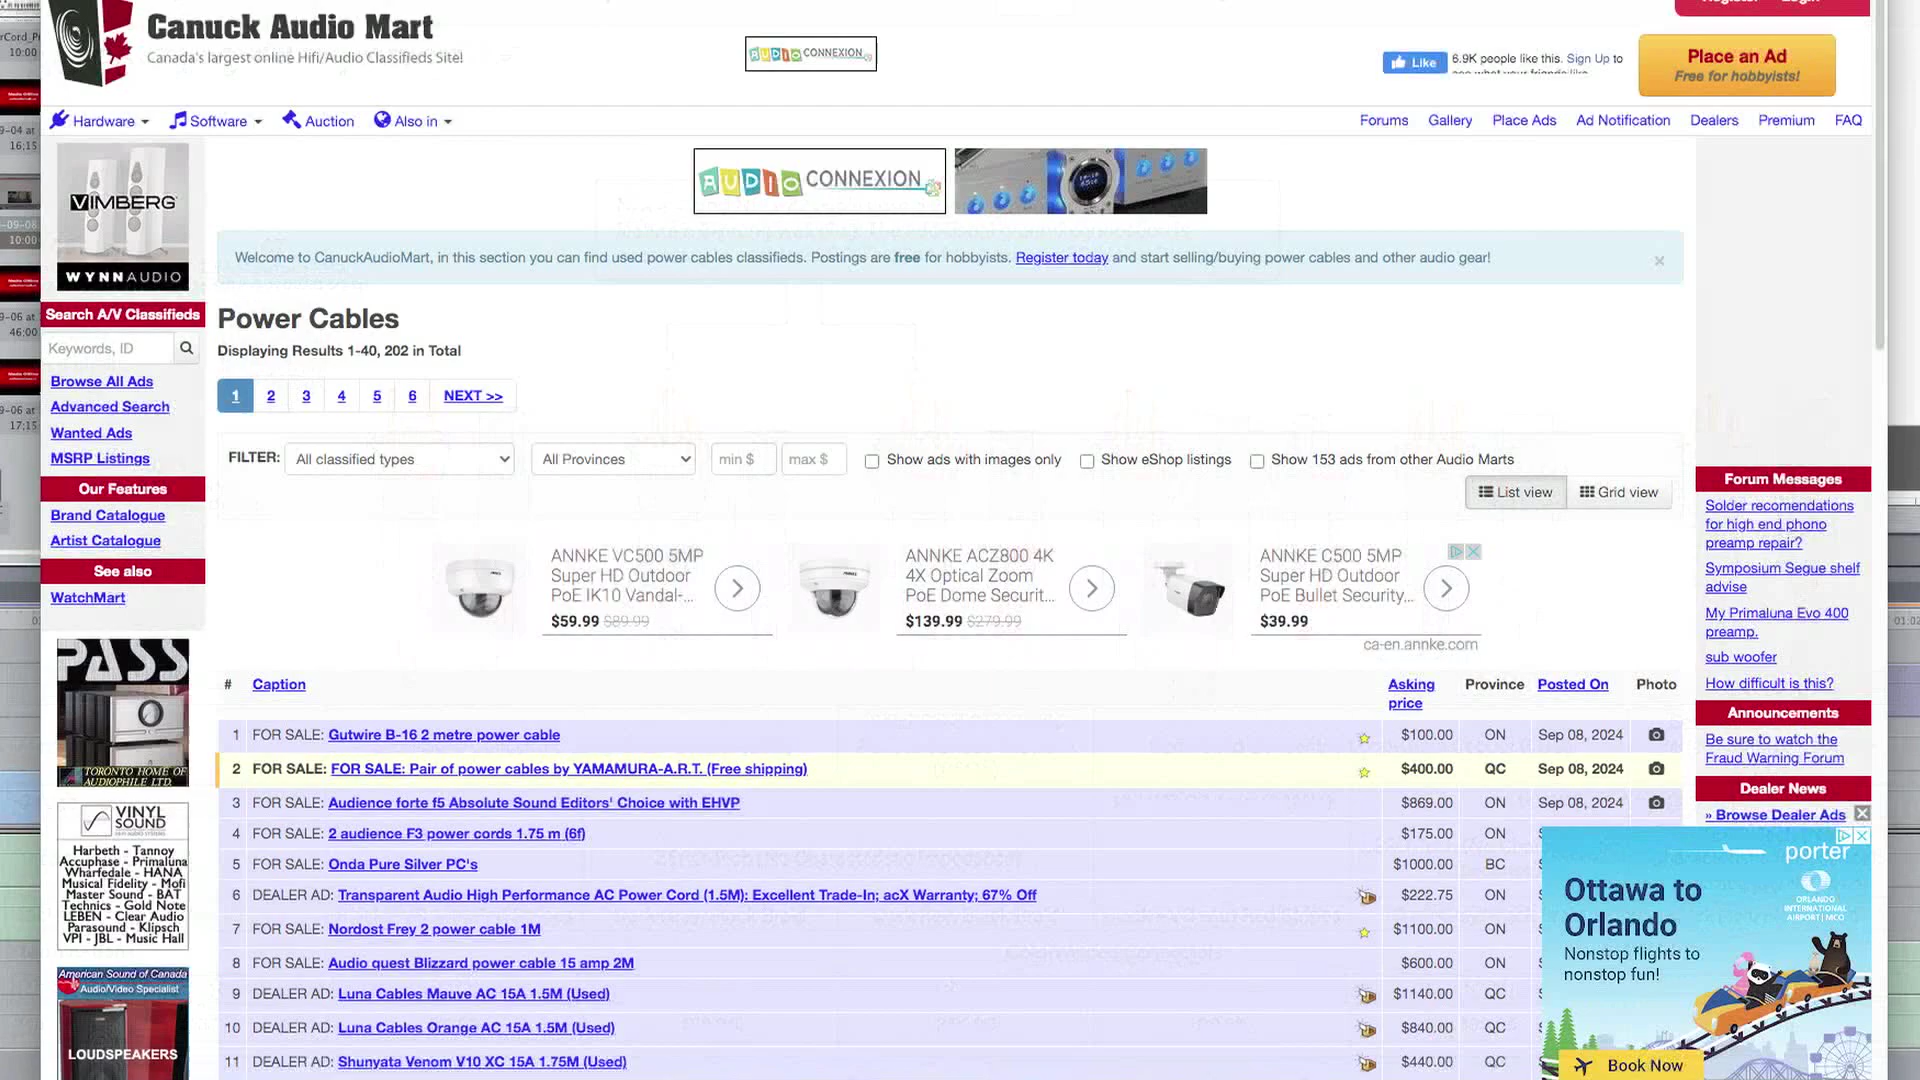 Canuck Audio Mart
Canada's largest online Hifi/Audio Classifieds Site!
AUDIO CONNEXION
Like
6.9K people like this. Sign Up to
Place an Ad
Free for hobbyists!
Hardware
Software
Auction
Also in
Forums
Gallery
Place Ads
Ad Notification
Dealers
Premium
FAQ
VIMBERG
WYNN AUDIO
AUDIO CONNEXION
Welcome to CanuckAudioMart, in this section you can find used power cables classifieds. Postings are free for hobbyists. Register today and start selling/buying power cables and other audio gear!
Search A/V Classifieds
Keywords, ID
Browse All Ads
Advanced Search
Wanted Ads
MSRP Listings
Our Features
Brand Catalogue
Artist Catalogue
See also
WatchMart
Power Cables
Displaying Results 1-40, 202 in Total
1 2 3 4 5 6 NEXT >>
FILTER: All classified types All Provinces min $ max $ Show ads with images only Show eShop listings Show 153 ads from other Audio Marts
List view Grid view
ANNKE VC500 5MP
Super HD Outdoor
PoE IK10 Vandal-...
$59.99 $89.99
ANNKE ACZ800 4K
4X Optical Zoom
PoE Dome Securit...
$139.99 $279.99
ANNKE C500 5MP
Super HD Outdoor
PoE Bullet Security,...
$39.99
ca-en.annke.com
# Caption Asking price Province Posted On Photo
1 FOR SALE: Gutwire B-16 2 metre power cable $100.00 ON Sep 08, 2024
2 FOR SALE: FOR SALE: Pair of power cables by YAMAMURA-A.R.T. (Free shipping) $400.00 QC Sep 08, 2024
3 FOR SALE: Audience forte f5 Absolute Sound Editors' Choice with EHVP $869.00 ON Sep 08, 2024
4 FOR SALE: 2 audience F3 power cords 1.75 m (6f) $175.00 ON
5 FOR SALE: Onda Pure Silver PC's $1000.00 BC
6 DEALER AD: Transparent Audio High Performance AC Power Cord (1.5M): Excellent Trade-In; acX Warranty; 67% Off $222.75 ON
7 FOR SALE: Nordost Frey 2 power cable 1M $1100.00 ON
8 FOR SALE: Audio quest Blizzard power cable 15 amp 2M $600.00 ON
9 DEALER AD: Luna Cables Mauve AC 15A 1.5M (Used) $1140.00 QC
10 DEALER AD: Luna Cables Orange AC 15A 1.5M (Used) $840.00 QC
11 DEALER AD: Shunyata Venom V10 XC 15A 1.75M (Used) $440.00 QC
PASS
TORONTO HOME OF
AUDIOPHILE LTD.
VINYL
SOUND
Harbeth - Tannoy
Accuphase - Primaluna
Wharfedale - HANA
Musical Fidelity - Mofi
Master Sound - BAT
Technics - Gold Note
LEBEN - Clear Audio
Parasound - Klipsch
VPI - JBL - Music Hall
American Sound of Canada
Audio/Video Specialist
LOUDSPEAKERS
Forum Messages
Solder recomendations
for high end phono
preamp repair?
Symposium Segue shelf
advise
My Primaluna Evo 400
preamp.
sub woofer
How difficult is this?
Announcements
Be sure to watch the
Fraud Warning Forum
Dealer News
» Browse Dealer Ads
porter
Ottawa to
Orlando
Nonstop flights to
nonstop fun!
ORLANDO
INTERNATIONAL
AIRPORT | MCO
Book Now